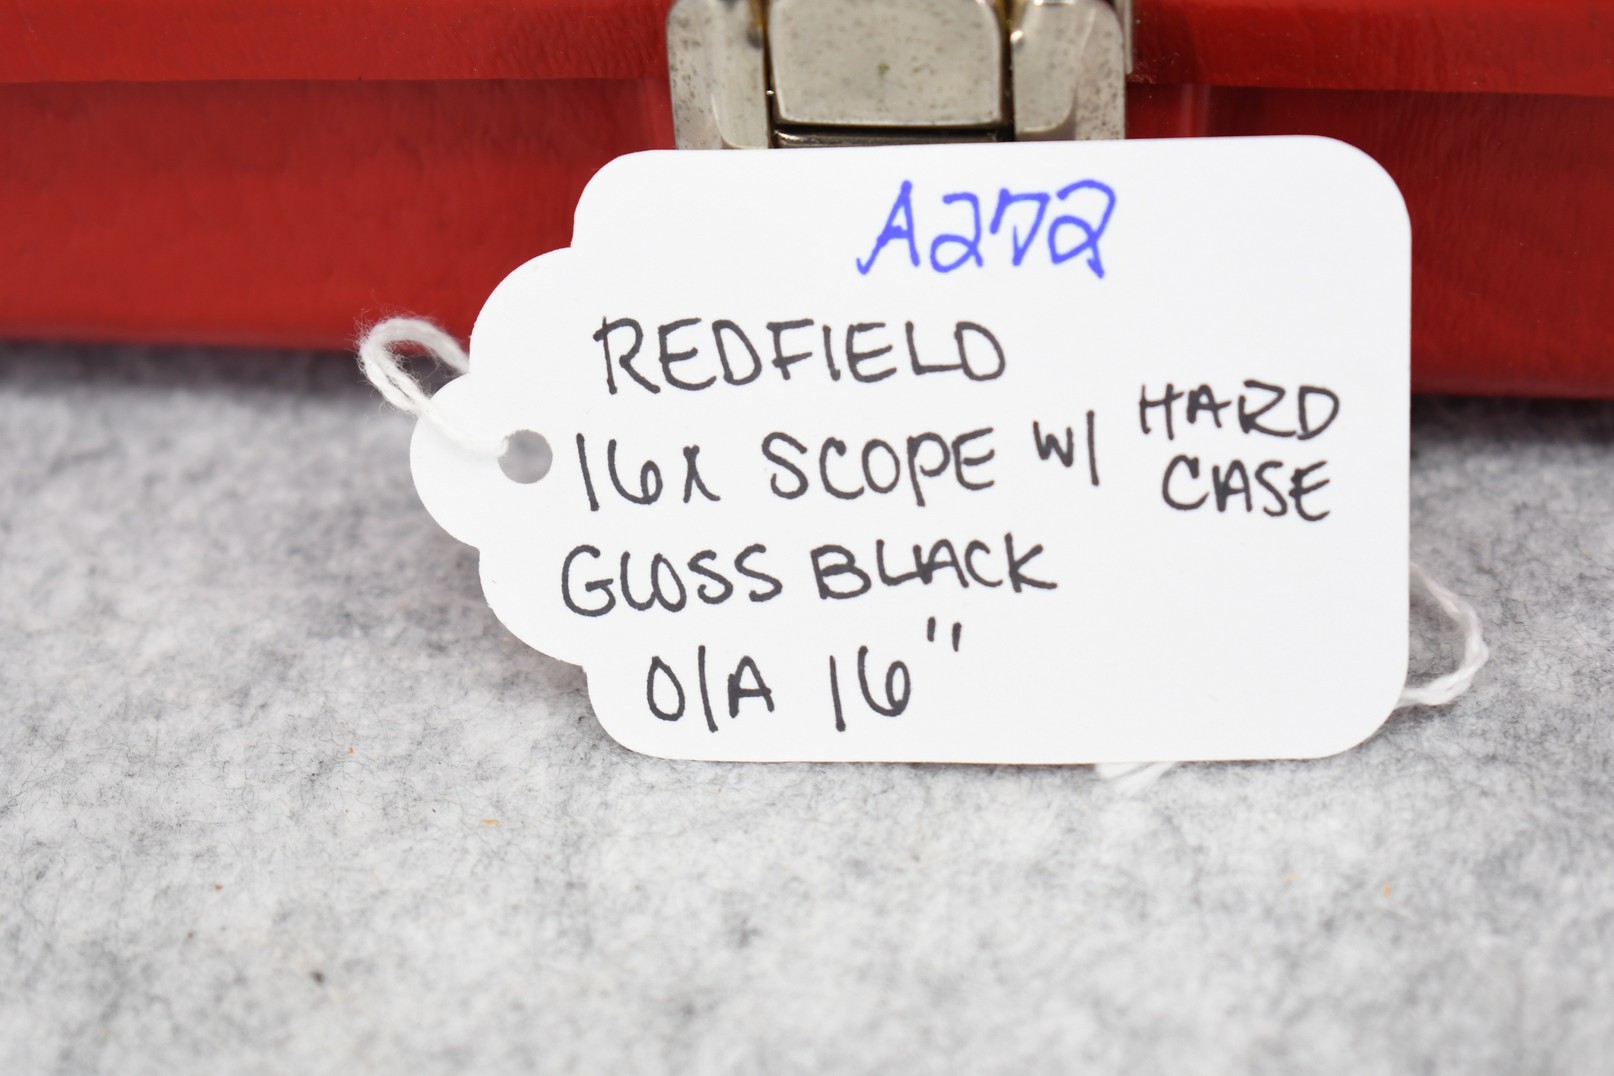 A272
REDFIELD
16X SCOPE W/ HARD CASE
GLOSS BLACK
O/A 16"